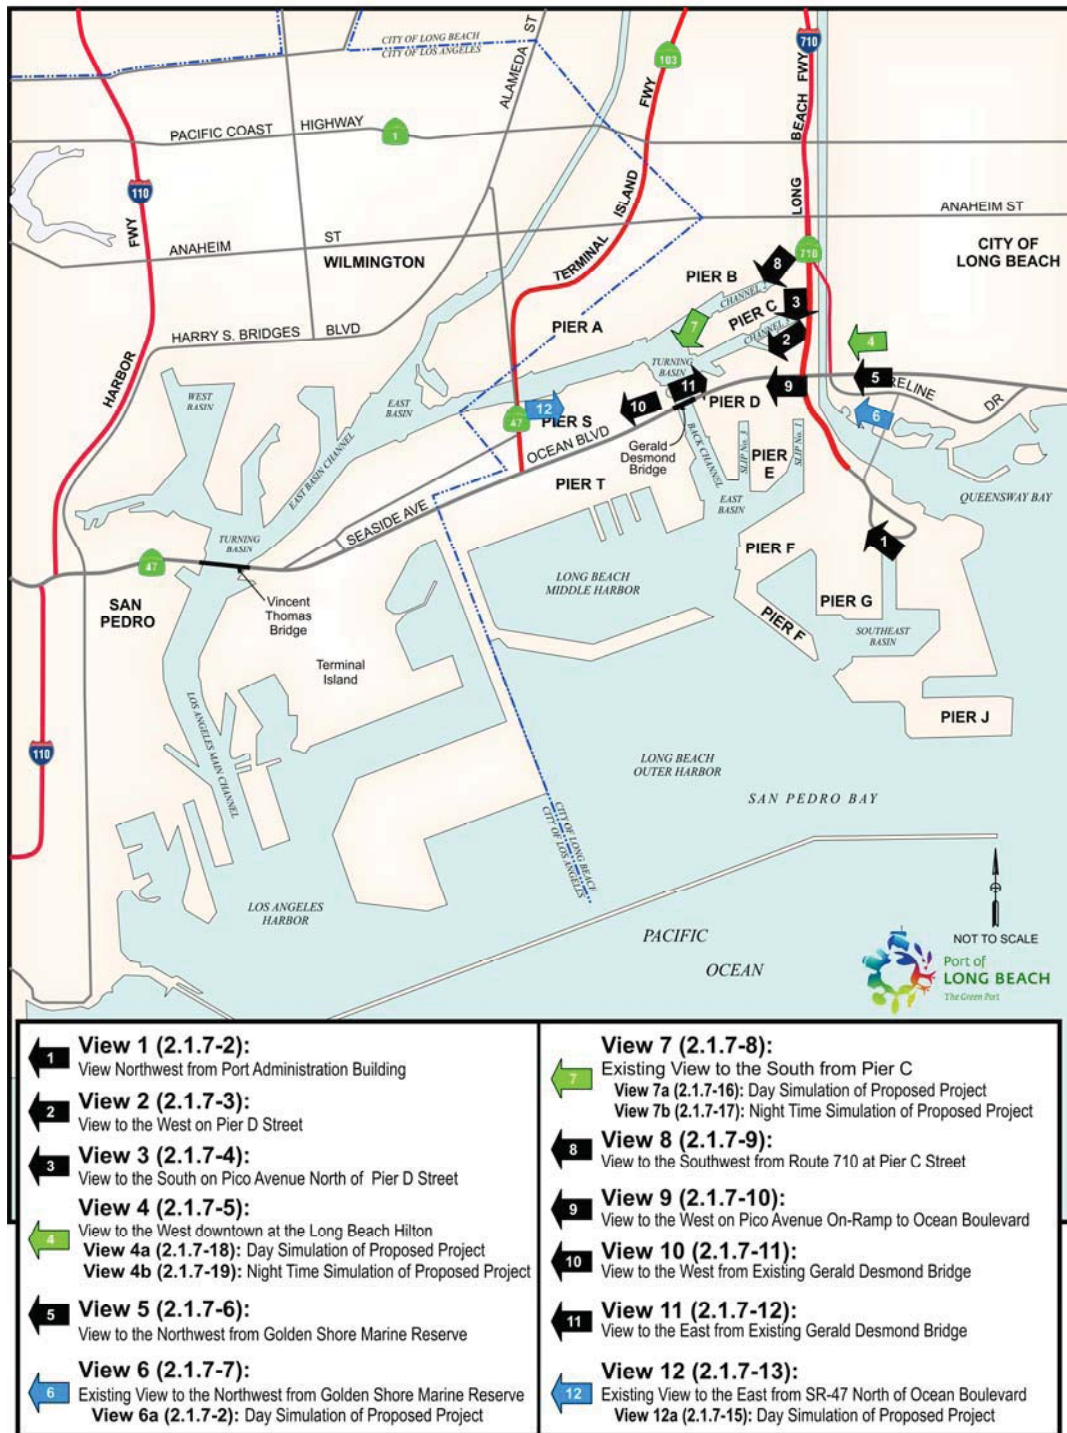 CITY OF LONG BEACH
CITY OF LOS ANGELES
ALAMEDA ST
103
FWY
710
LONG BEACH FWY
PACIFIC COAST HIGHWAY
1
110
FWY
ISLAND
ANAHEIM ST
ANAHEIM ST
WILMINGTON
TERMINAL
CITY OF
LONG BEACH
710
PIER B
8
CHANNEL 2
PIER C
3
CHANNEL 3
2
7
4
HARRY S. BRIDGES BLVD
PIER A
HARBOR
TURNING
BASIN
11
9
5
RELINE
DR
WEST
BASIN
EAST
BASIN
12
10
PIER D
6
47
PIER S
OCEAN BLVD
Gerald
Desmond
Bridge
BACK CHANNEL
SLIP No. 3
PIER
E
SLIP No. 1
EAST BASIN CHANNEL
PIER T
EAST
BASIN
QUEENSWAY BAY
SEASIDE AVE
TURNING
BASIN
1
47
PIER F
LONG BEACH
MIDDLE HARBOR
SAN
PEDRO
Vincent
Thomas
Bridge
PIER G
PIER F
SOUTHEAST
BASIN
Terminal
Island
LOS ANGELES MAIN CHANNEL
PIER J
110
LONG BEACH
OUTER HARBOR
SAN PEDRO BAY
CITY OF LONG BEACH
CITY OF LOS ANGELES
LOS ANGELES
HARBOR
PACIFIC
OCEAN
NOT TO SCALE
Port of
LONG BEACH
The Green Port
1
View 1 (2.1.7-2):
View Northwest from Port Administration Building
2
View 2 (2.1.7-3):
View to the West on Pier D Street
3
View 3 (2.1.7-4):
View to the South on Pico Avenue North of Pier D Street
4
View 4 (2.1.7-5):
View to the West downtown at the Long Beach Hilton
View 4a (2.1.7-18): Day Simulation of Proposed Project
View 4b (2.1.7-19): Night Time Simulation of Proposed Project
5
View 5 (2.1.7-6):
View to the Northwest from Golden Shore Marine Reserve
6
View 6 (2.1.7-7):
Existing View to the Northwest from Golden Shore Marine Reserve
View 6a (2.1.7-2): Day Simulation of Proposed Project
7
View 7 (2.1.7-8):
Existing View to the South from Pier C
View 7a (2.1.7-16): Day Simulation of Proposed Project
View 7b (2.1.7-17): Night Time Simulation of Proposed Project
8
View 8 (2.1.7-9):
View to the Southwest from Route 710 at Pier C Street
9
View 9 (2.1.7-10):
View to the West on Pico Avenue On-Ramp to Ocean Boulevard
10
View 10 (2.1.7-11):
View to the West from Existing Gerald Desmond Bridge
11
View 11 (2.1.7-12):
View to the East from Existing Gerald Desmond Bridge
12
View 12 (2.1.7-13):
Existing View to the East from SR-47 North of Ocean Boulevard
View 12a (2.1.7-15): Day Simulation of Proposed Project